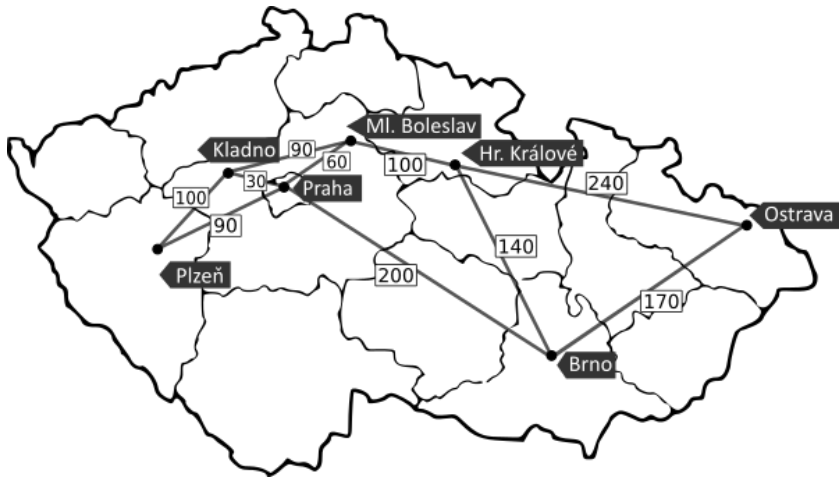 Ml. Boleslav
Kladno
90
Hr. Králové
60
100
30
Praha
240
100
90
Ostrava
140
Plzeň
200
170
Brno